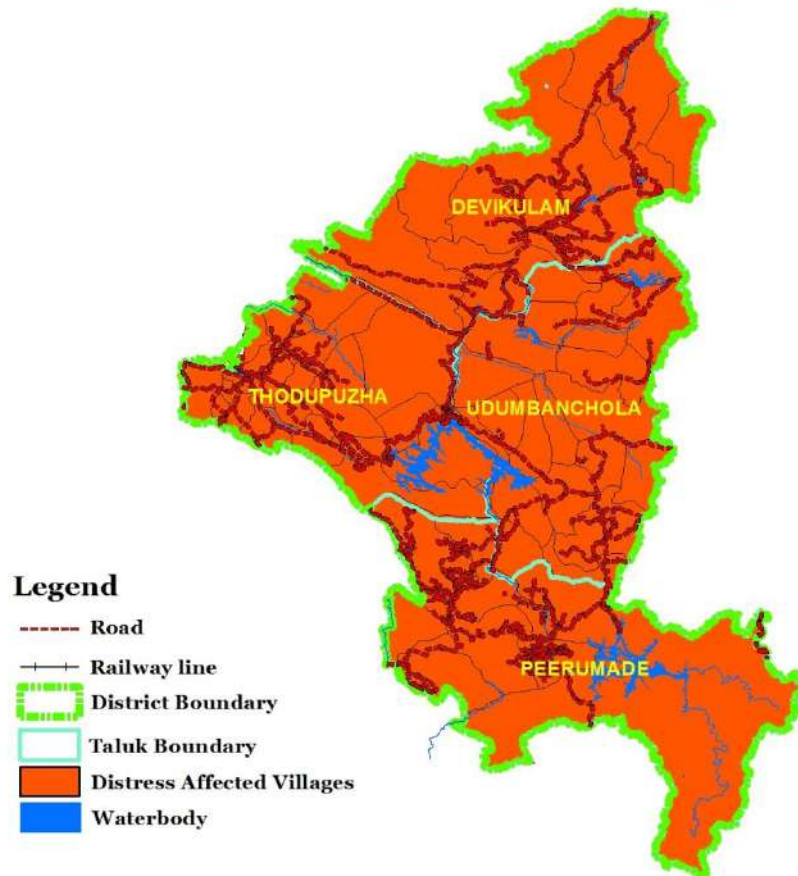 DEVIKULAM
THODUPUZHA
UDUMBANCHOLA
PEERUMADE
Legend
Road
Railway line
District Boundary
Taluk Boundary
Distress Affected Villages
Waterbody